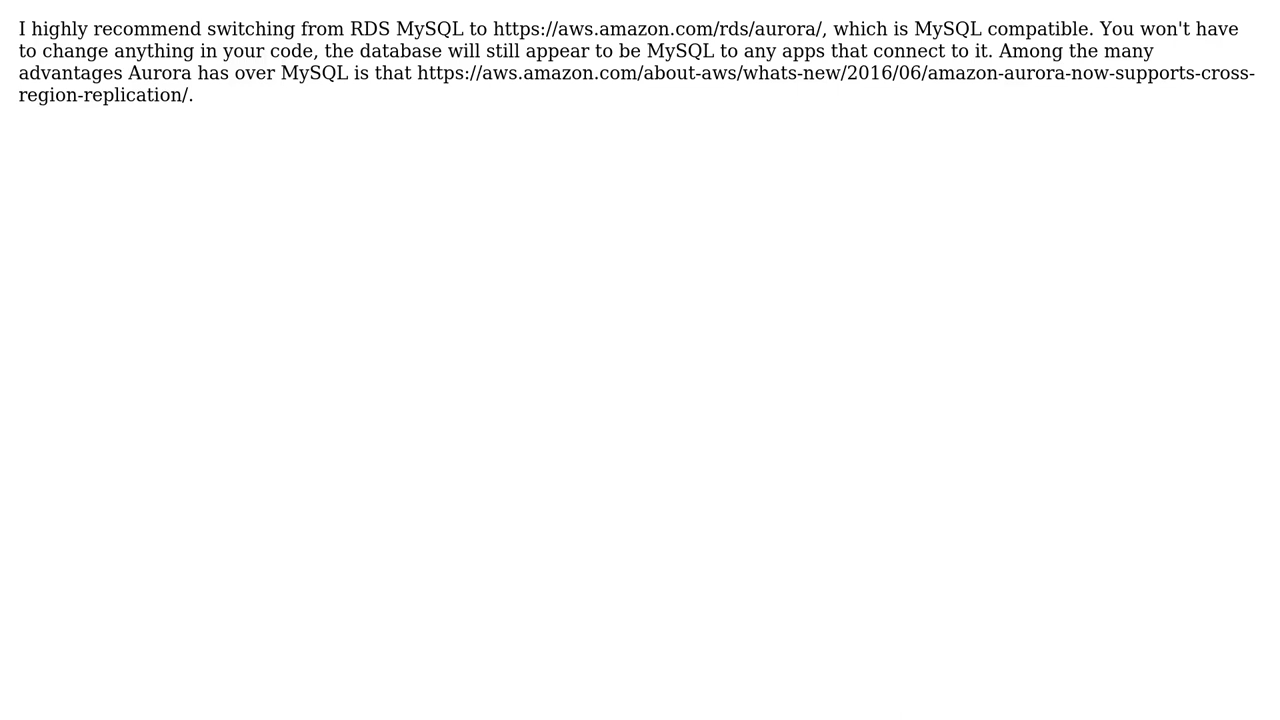 I highly recommend switching from RDS MySQL to https://aws.amazon.com/rds/aurora/, which is MySQL compatible. You won't have
to change anything in your code, the database will still appear to be MySQL to any apps that connect to it. Among the many
advantages Aurora has over MySQL is that https://aws.amazon.com/about-aws/whats-new/2016/06/amazon-aurora-now-supports-cross-
region-replication/.